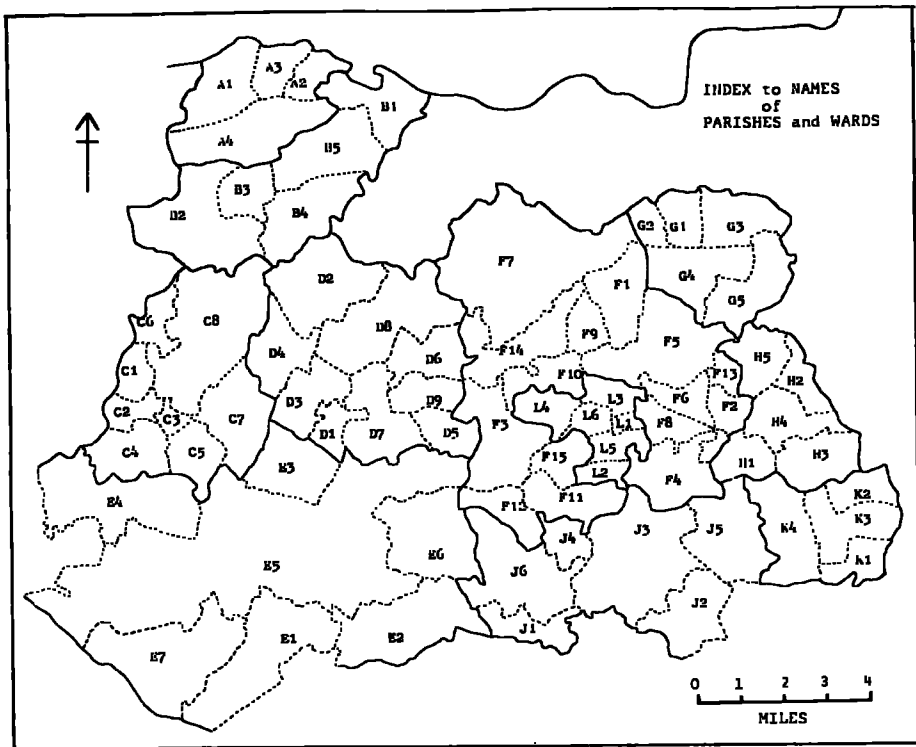 INDEX to NAMES
of
PARISHES and WARDS
A1
A3
A2
B1
A4
B5
B3
B2
B4
G2
G1
G3
F7
G4
D2
F1
G5
C6
C8
D8
F9
F5
D4
F14
D6
H5
C1
F10
F13
H2
D3
D9
L3
F6
F2
C2
C3
C7
L4
L6
L1
H4
D1
D7
D5
F3
F8
C4
C5
L5
F15
H1
H3
E3
L2
F4
E4
F11
K2
F12
J3
K4
K3
J4
J5
E6
K1
E5
J6
J2
E1
E2
J1
E7
0 1 2 3 4
MILES